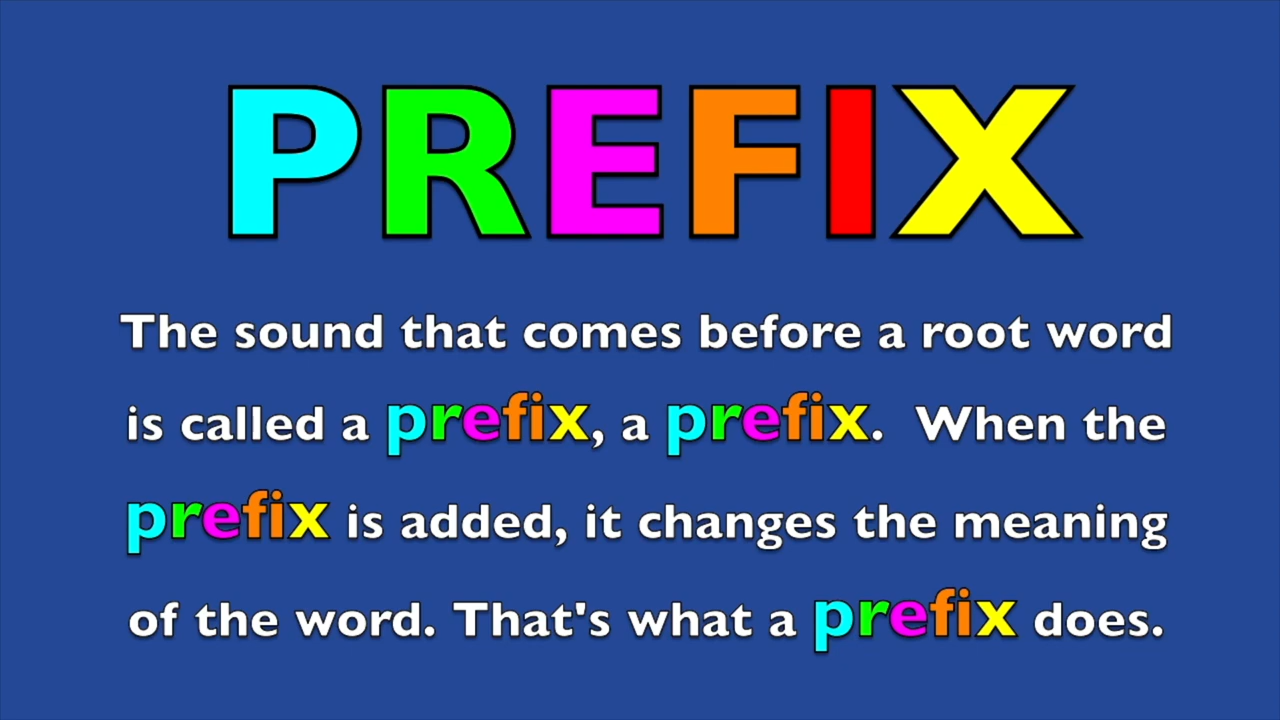 PREFIX
The sound that comes before a root word
is called a prefix, a prefix. When the
prefix is added, it changes the meaning
of the word. That's what a prefix does.